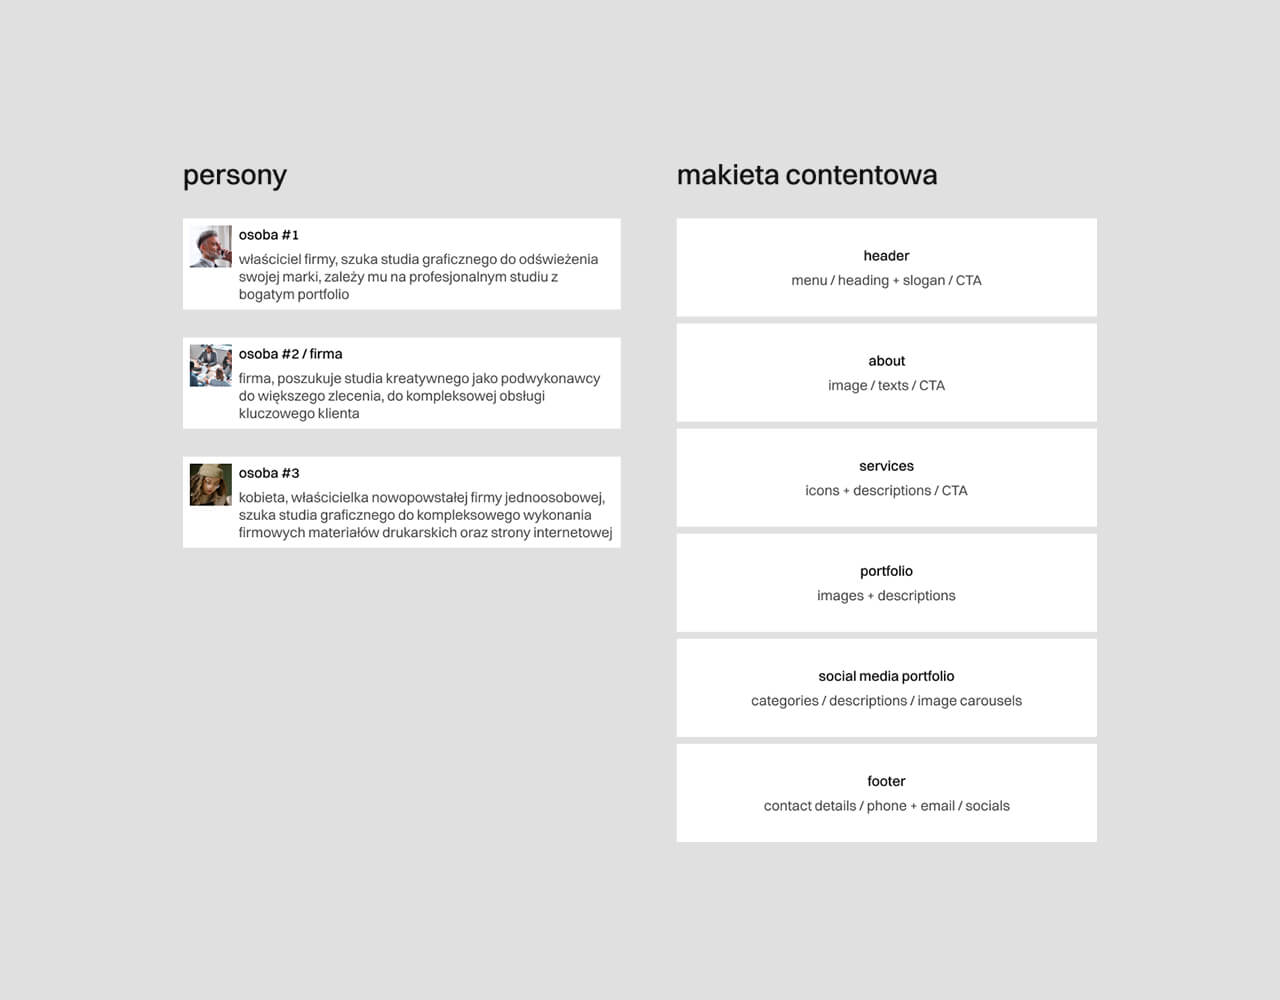 persony
osoba #1
właściciel firmy, szuka studia graficznego do odświeżenia
swojej marki, zależy mu na profesjonalnym studiu z
bogatym portfolio
osoba #2 / firma
firma, poszukuje studia kreatywnego jako podwykonawcy
do większego zlecenia, do kompleksowej obsługi
kluczowego klienta
osoba #3
kobieta, właścicielka nowopowstałej firmy jednoosobowej,
szuka studia graficznego do kompleksowego wykonania
firmowych materiałów drukarskich oraz strony internetowej
makieta contentowa
header
menu / heading + slogan / CTA
about
image / texts / CTA
services
icons + descriptions / CTA
portfolio
images + descriptions
social media portfolio
categories / descriptions / image carousels
footer
contact details / phone + email / socials